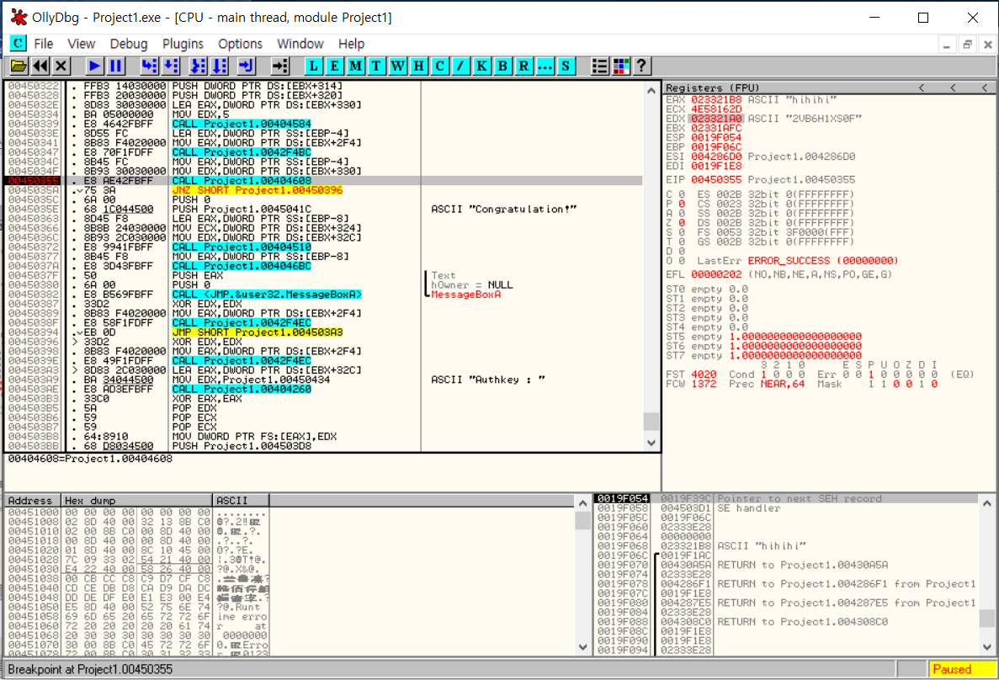 OllyDbg - Project1.exe - [CPU - main thread, module Project1]
C File View Debug Plugins Options Window Help
L E M T W H C / K B R ... S ?
00450322 . FFB3 14030000 PUSH DWORD PTR DS:[EBX+314]
00450328 . FFB3 20030000 PUSH DWORD PTR DS:[EBX+320]
0045032E . 8D83 30030000 LEA EAX,DWORD PTR DS:[EBX+330]
00450334 . BA 05000000 MOV EDX,5
00450339 . E8 4642FBFF CALL Project1.00404584
0045033E . 8D55 FC LEA EDX,DWORD PTR SS:[EBP-4]
00450341 . 8B83 F4020000 MOV EAX,DWORD PTR DS:[EBX+2F4]
00450347 . E8 70F1FDFF CALL Project1.0042F4BC
0045034C . 8B45 FC MOV EAX,DWORD PTR SS:[EBP-4]
0045034F . 8B93 30030000 MOV EDX,DWORD PTR DS:[EBX+330]
00450355 . E8 AE42FBFF CALL Project1.00404608
0045035A .v75 3A JNZ SHORT Project1.00450396
0045035C . 6A 00 PUSH 0
0045035E . 68 1C044500 PUSH Project1.0045041C ASCII "Congratulation!"
00450363 . 8D45 F8 LEA EAX,DWORD PTR SS:[EBP-8]
00450366 . 8B8B 24030000 MOV ECX,DWORD PTR DS:[EBX+324]
0045036C . 8B93 2C030000 MOV EDX,DWORD PTR DS:[EBX+32C]
00450372 . E8 9941FBFF CALL Project1.00404510
00450377 . 8B45 F8 MOV EAX,DWORD PTR SS:[EBP-8]
0045037A . E8 3D43FBFF CALL Project1.004046BC
0045037F . 50 PUSH EAX Text
00450380 . 6A 00 PUSH 0 hOwner = NULL
00450382 . E8 B569FBFF CALL <JMP.&user32.MessageBoxA> MessageBoxA
00450387 . 33D2 XOR EDX,EDX
00450389 . 8B83 F4020000 MOV EAX,DWORD PTR DS:[EBX+2F4]
0045038F . E8 58F1FDFF CALL Project1.0042F4EC
00450394 .vEB 0D JMP SHORT Project1.004503A3
00450396 > 33D2 XOR EDX,EDX
00450398 . 8B83 F4020000 MOV EAX,DWORD PTR DS:[EBX+2F4]
0045039E . E8 49F1FDFF CALL Project1.0042F4EC
004503A3 > 8D83 2C030000 LEA EAX,DWORD PTR DS:[EBX+32C]
004503A9 . BA 34044500 MOV EDX,Project1.00450434 ASCII "Authkey : "
004503AE . E8 AD3EFBFF CALL Project1.00404260
004503B3 . 33C0 XOR EAX,EAX
004503B5 . 5A POP EDX
004503B6 . 59 POP ECX
004503B7 . 59 POP ECX
004503B8 . 64:8910 MOV DWORD PTR FS:[EAX],EDX
004503BB . 68 D8034500 PUSH Project1.004503D8
00404608=Project1.00404608
Registers (FPU) < < <
EAX 023321B8 ASCII "hihihi"
ECX 4E58162D
EDX 023321A0 ASCII "2VB6H1XS0F"
EBX 02331AFC
ESP 0019F054
EBP 0019F06C
ESI 004286D0 Project1.004286D0
EDI 0019F1E8
EIP 00450355 Project1.00450355
C 0 ES 002B 32bit 0(FFFFFFFF)
P 0 CS 0023 32bit 0(FFFFFFFF)
A 0 SS 002B 32bit 0(FFFFFFFF)
Z 0 DS 002B 32bit 0(FFFFFFFF)
S 0 FS 0053 32bit 3F0000(FFF)
T 0 GS 002B 32bit 0(FFFFFFFF)
D 0
O 0 LastErr ERROR_SUCCESS (00000000)
EFL 00000202 (NO,NB,NE,A,NS,PO,GE,G)
ST0 empty 0.0
ST1 empty 0.0
ST2 empty 0.0
ST3 empty 0.0
ST4 empty 0.0
ST5 empty 1.0000000000000000000
ST6 empty 1.0000000000000000000
ST7 empty 1.0000000000000000000
3 2 1 0 E S P U O Z D I
FST 4020 Cond 1 0 0 0 Err 0 0 1 0 0 0 0 0 (EQ)
FCW 1372 Prec NEAR,64 Mask 1 1 0 0 1 0
Address Hex dump ASCII
00451000 00 00 00 00 00 00 00 00 ........
00451008 02 8D 40 00 32 13 8B C0
00451010 02 00 8B C0 00 8D 40 00
00451018 00 8D 40 00 00 8D 40 00
00451020 01 8D 40 00 8C 10 45 00
00451028 7C 09 33 02 54 21 40 00
00451030 E4 22 40 00 58 26 40 00
00451038 00 CB CC C8 C9 D7 CF C8
00451040 CD CE DB D8 CA D9 DA DC
00451048 DD DE DF E0 E1 E3 00 E4
00451050 E5 8D 40 00 52 75 6E 74 ?@.Runt
00451058 69 6D 65 20 65 72 72 6F ime erro
00451060 72 20 20 20 20 20 61 74 r at
00451068 20 30 30 30 30 30 30 30 0000000
00451070 30 00 8B C0 45 72 72 6F
00451078 72 00 8B C0 30 31 32 33
0019F054 0019F39C Pointer to next SEH record
0019F058 004503D1 SE handler
0019F05C 0019F06C
0019F060 02333E28
0019F064 00000000
0019F068 023321B8 ASCII "hihihi"
0019F06C 0019F1AC
0019F070 00430A5A RETURN to Project1.00430A5A
0019F074 02333E28
0019F078 004286F1 RETURN to Project1.004286F1 from Project1
0019F07C 0019F1E8
0019F080 004287E5 RETURN to Project1.004287E5 from Project1
0019F084 02333E28
0019F088 004308C0 RETURN to Project1.004308C0
0019F08C 0019F1E8
0019F090 0019F1E8
0019F094 02333E28
Breakpoint at Project1.00450355
Paused